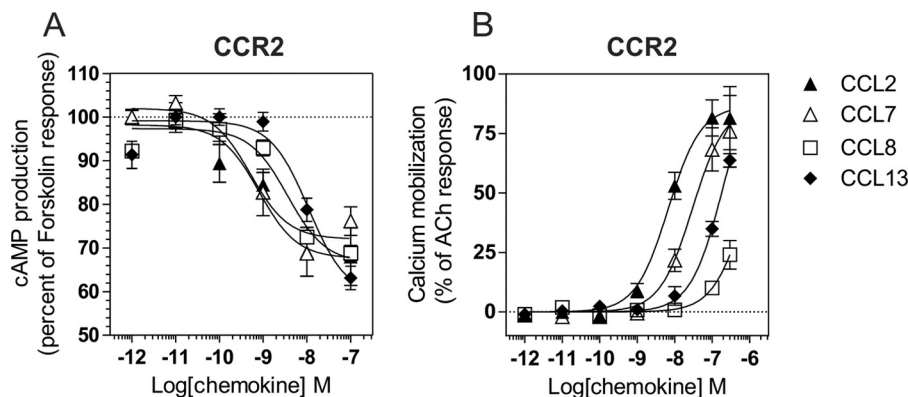 A
CCR2
cAMP production
(percent of Forskolin response)
110
100
90
80
70
60
50
-12
-11
-10
-9
-8
-7
Log[chemokine] M
B
CCR2
Calcium mobilization
(% of ACh response)
100
75
50
25
0
-12
-11
-10
-9
-8
-7
-6
Log[chemokine] M
CCL2
CCL7
CCL8
CCL13